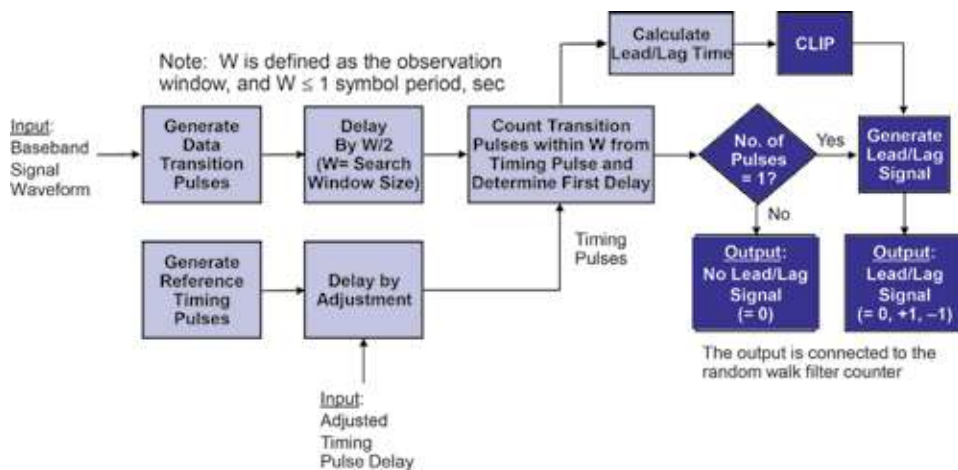 Note: W is defined as the observation
window, and W ≤ 1 symbol period, sec
Calculate
Lead/Lag Time
CLIP
Input:
Baseband
Signal
Waveform
Generate
Data
Transition
Pulses
Delay
By W/2
(W= Search
Window Size)
Count Transition
Pulses within W from
Timing Pulse and
Determine First Delay
No. of
Pulses
= 1?
Yes
No
Generate
Lead/Lag
Signal
Generate
Reference
Timing
Pulses
Delay by
Adjustment
Timing
Pulses
Output:
No Lead/Lag
Signal
(= 0)
Output:
Lead/Lag
Signal
(= 0, +1, –1)
The output is connected to the
random walk filter counter
Input:
Adjusted
Timing
Pulse Delay